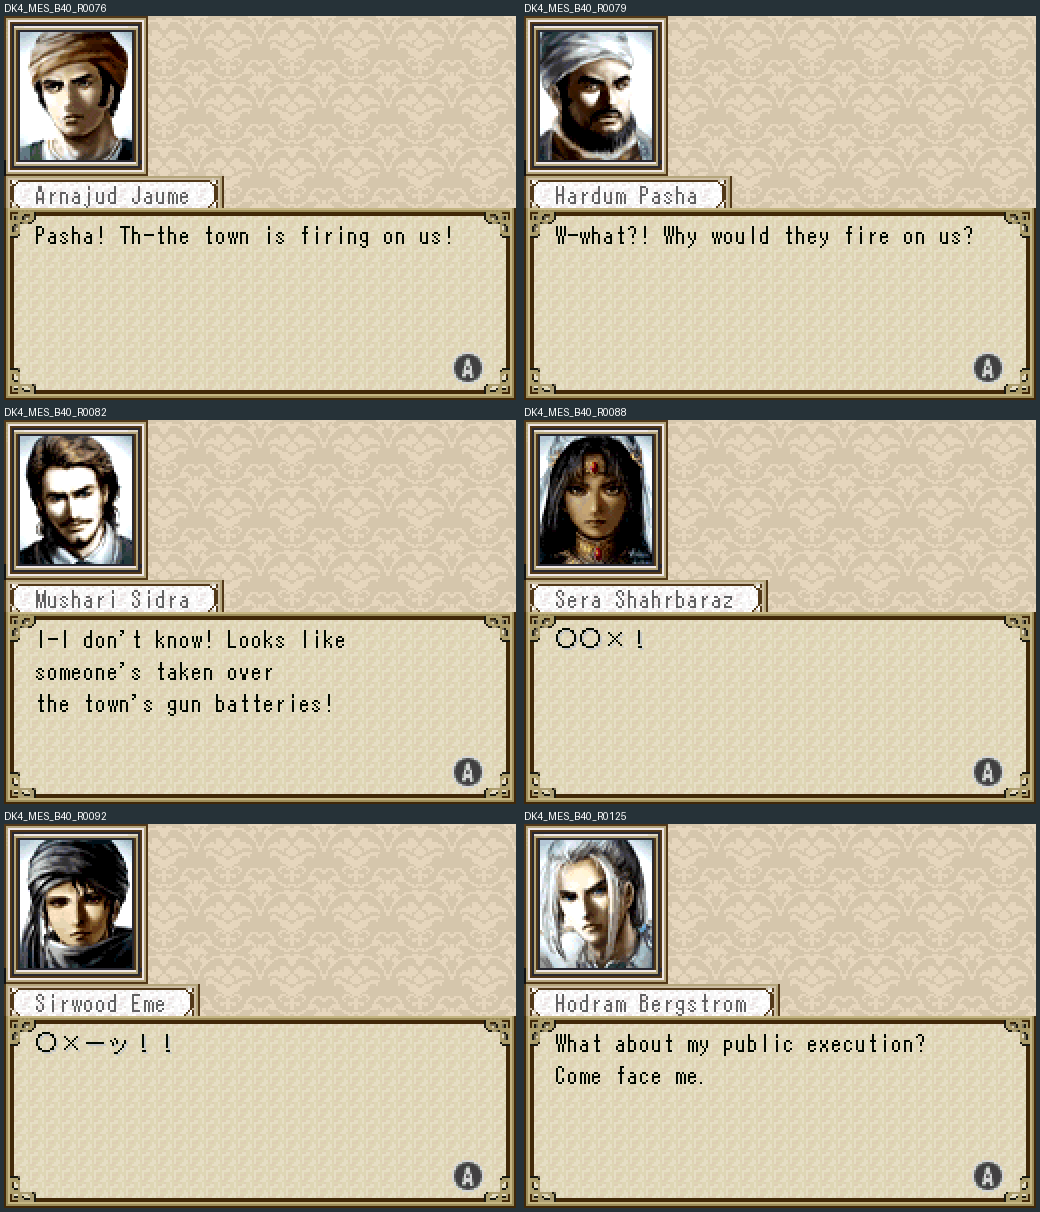 DK4_MES_B40_R0076
Arnajud Jaume
Pasha! Th-the town is firing on us!
A
DK4_MES_B40_R0079
Hardum Pasha
W-what?! Why would they fire on us?
A
DK4_MES_B40_R0082
Mushari Sidra
I-I don't know! Looks like
someone's taken over
the town's gun batteries!
A
DK4_MES_B40_R0088
Sera Shahrbaraz
○○×！
A
DK4_MES_B40_R0092
Sirwood Eme
○×ーッ！！
A
DK4_MES_B40_R0125
Hodram Bergstrom
What about my public execution?
Come face me.
A